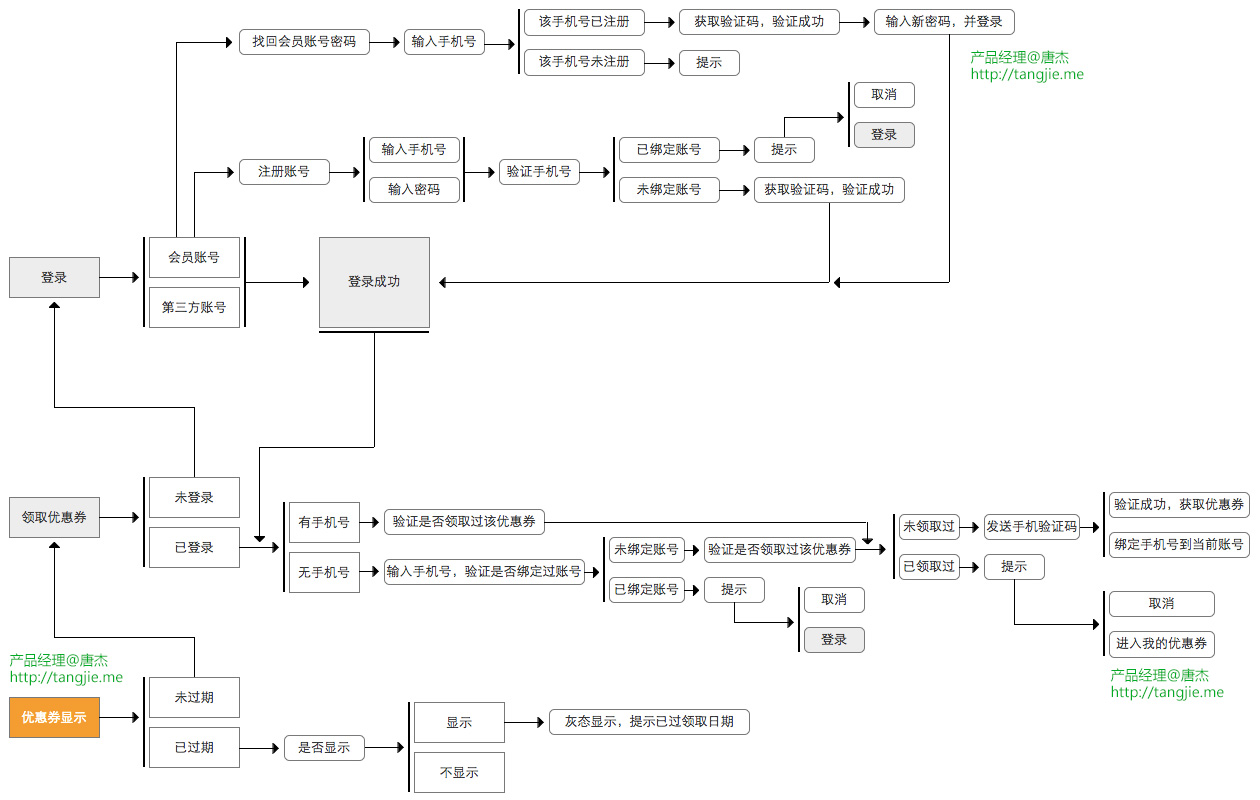 找回会员账号密码
输入手机号
该手机号已注册
获取验证码，验证成功
输入新密码，并登录
该手机号未注册
提示
产品经理@唐杰
http://tangjie.me
取消
登录
注册账号
输入手机号
输入密码
验证手机号
已绑定账号
提示
未绑定账号
获取验证码，验证成功
登录
会员账号
第三方账号
登录成功
领取优惠券
未登录
已登录
有手机号
验证是否领取过该优惠券
无手机号
输入手机号，验证是否绑定过账号
未绑定账号
验证是否领取过该优惠券
已绑定账号
提示
取消
登录
未领取过
发送手机验证码
验证成功，获取优惠券
绑定手机号到当前账号
已领取过
提示
取消
进入我的优惠券
产品经理@唐杰
http://tangjie.me
产品经理@唐杰
http://tangjie.me
优惠券显示
未过期
已过期
是否显示
显示
灰态显示，提示已过领取日期
不显示